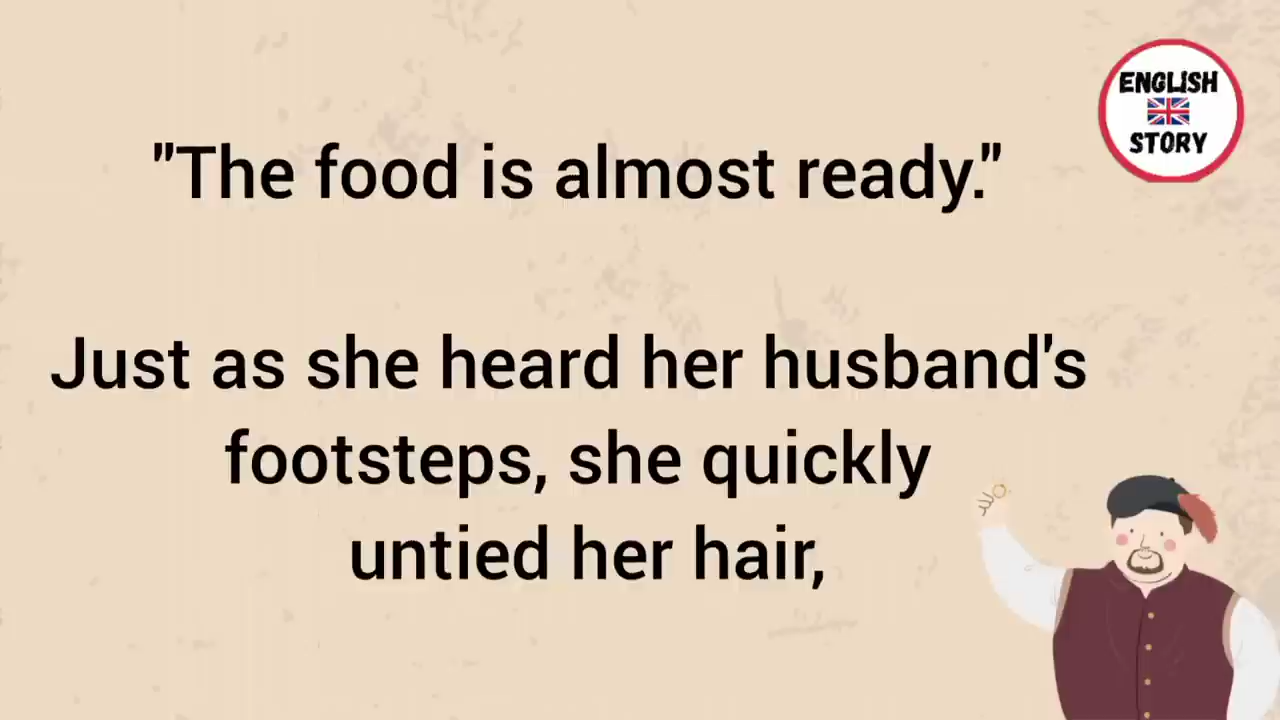 ENGLISH
STORY
"The food is almost ready."
Just as she heard her husband's
footsteps, she quickly
untied her hair,